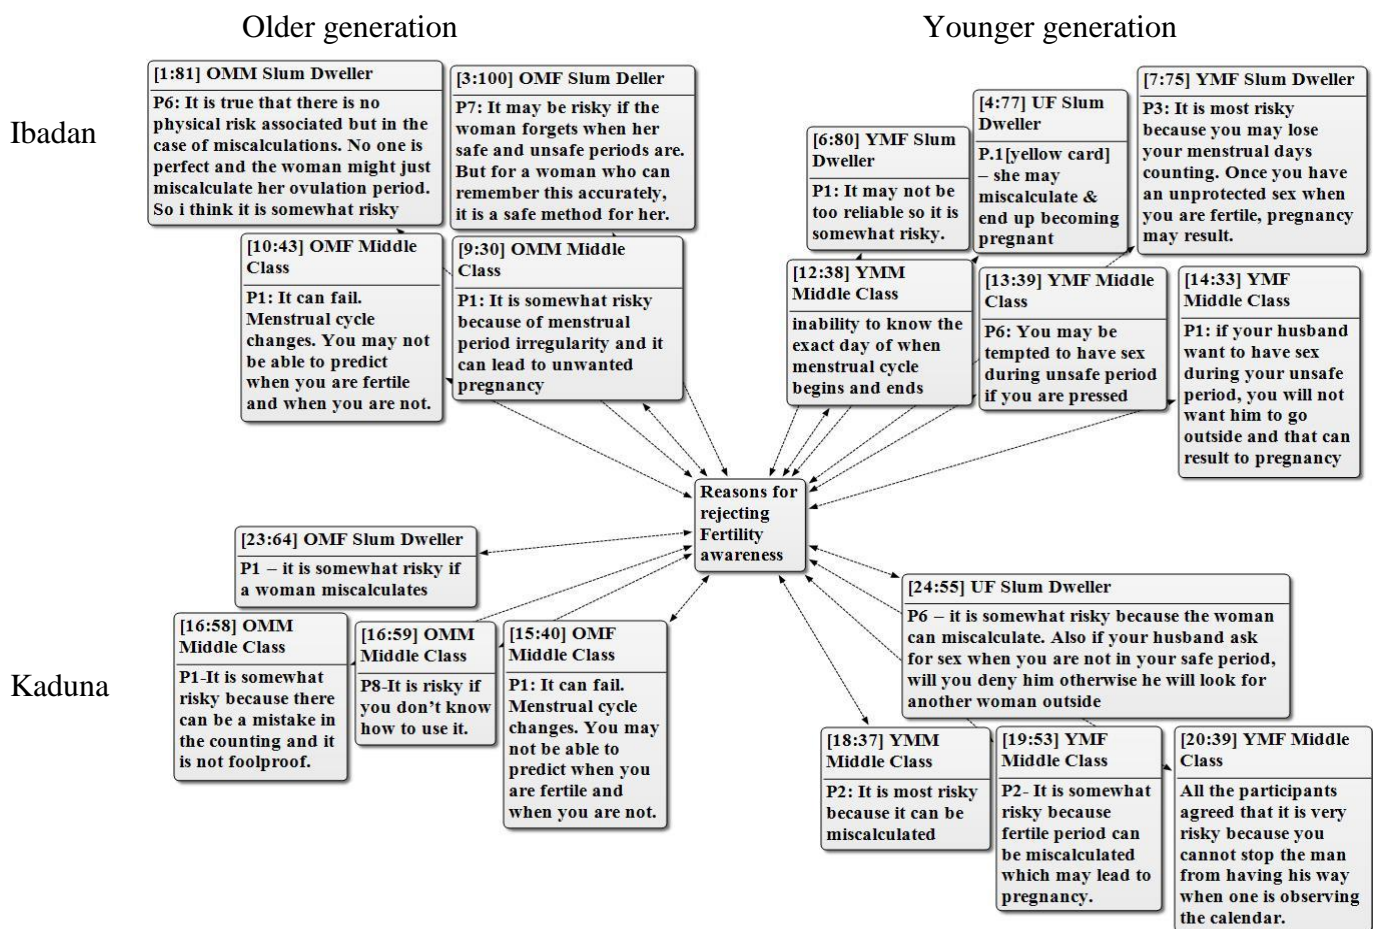 Older generation
Younger generation
Ibadan
[1:81] OMM Slum Dweller
P6: It is true that there is no
physical risk associated but in the
case of miscalculations. No one is
perfect and the woman might just
miscalculate her ovulation period.
So i think it is somewhat risky
[3:100] OMF Slum Deller
P7: It may be risky if the
woman forgets when her
safe and unsafe periods are.
But for a woman who can
remember this accurately,
it is a safe method for her.
[10:43] OMF Middle
Class
P1: It can fail.
Menstrual cycle
changes. You may not
be able to predict
when you are fertile
and when you are not.
[9:30] OMM Middle
Class
P1: It is somewhat risky
because of menstrual
period irregularity and it
can lead to unwanted
pregnancy
[6:80] YMF Slum
Dweller
P1: It may not be
too reliable so it is
somewhat risky.
[4:77] UF Slum
Dweller
P.1[yellow card]
– she may
miscalculate &
end up becoming
pregnant
[7:75] YMF Slum Dweller
P3: It is most risky
because you may lose
your menstrual days
counting. Once you have
an unprotected sex when
you are fertile, pregnancy
may result.
[12:38] YMM
Middle Class
inability to know the
exact day of when
menstrual cycle
begins and ends
[13:39] YMF Middle
Class
P6: You may be
tempted to have sex
during unsafe period
if you are pressed
[14:33] YMF
Middle Class
P1: if your husband
want to have sex
during your unsafe
period, you will not
want him to go
outside and that can
result to pregnancy
Reasons for
rejecting
Fertility
awareness
Kaduna
[23:64] OMF Slum Dweller
P1 – it is somewhat risky if
a woman miscalculates
[16:58] OMM
Middle Class
P1-It is somewhat
risky because there
can be a mistake in
the counting and it
is not foolproof.
[16:59] OMM
Middle Class
P8-It is risky if
you don't know
how to use it.
[15:40] OMF
Middle Class
P1: It can fail.
Menstrual cycle
changes. You may
not be able to
predict when you
are fertile and
when you are not.
[24:55] UF Slum Dweller
P6 – it is somewhat risky because the woman
can miscalculate. Also if your husband ask
for sex when you are not in your safe period,
will you deny him otherwise he will look for
another woman outside
[18:37] YMM
Middle Class
P2: It is most risky
because it can be
miscalculated
[19:53] YMF
Middle Class
P2- It is somewhat
risky because
fertile period can
be miscalculated
which may lead to
pregnancy.
[20:39] YMF Middle
Class
All the participants
agreed that it is very
risky because you
cannot stop the man
from having his way
when one is observing
the calendar.